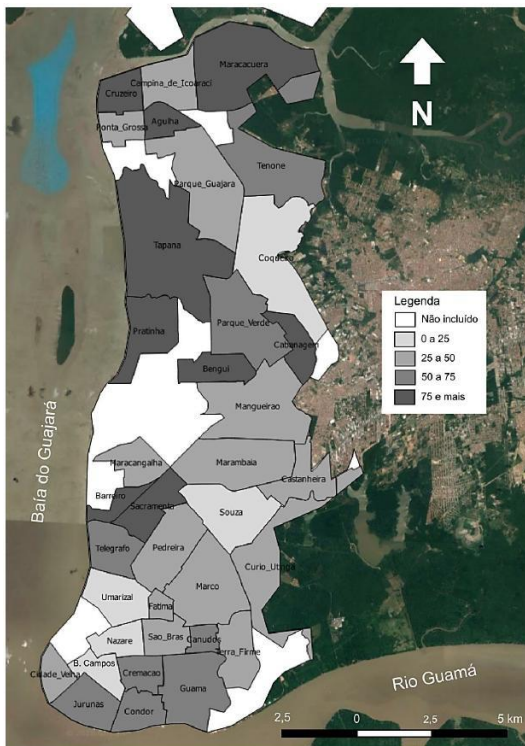 Maracacuera
Campina_de_Icoaraci
Cruzeiro
N
Ponta_Grossa
Agulha
Tenone
Parque_Guajara
Tapana
Coqueiro
Legenda
Não incluído
0 a 25
25 a 50
50 a 75
75 e mais
Pratinha
Parque_Verde
Cabanagem
Bengui
Mangueirao
Baía do Guajará
Maracangalha
Marambaia
Castanheira
Barreiro
Sacramenta
Souza
Telegrafo
Pedreira
Curio_Utinga
Marco
Umarizal
Fatima
Nazare
Sao_Bras
Canudos
Terra_Firme
B. Campos
Cidade_Velha
Cremacao
Guama
Rio Guamá
Jurunas
Condor
2,5 0 2,5 5 km